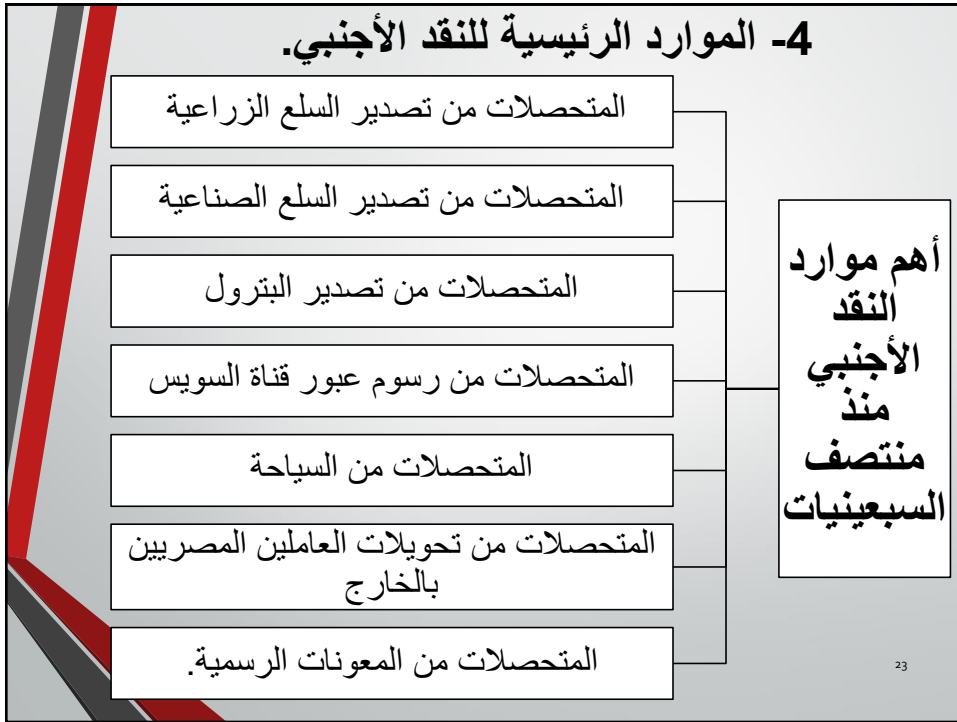 4- الموارد الرئيسية للنقد الأجنبي.
أهم موارد
النقد
الأجنبي
منذ
منتصف
السبعينيات
المتحصلات من تصدير السلع الزراعية
المتحصلات من تصدير السلع الصناعية
المتحصلات من تصدير البترول
المتحصلات من رسوم عبور قناة السويس
المتحصلات من السياحة
المتحصلات من تحويلات العاملين المصريين
بالخارج
المتحصلات من المعونات الرسمية.
23